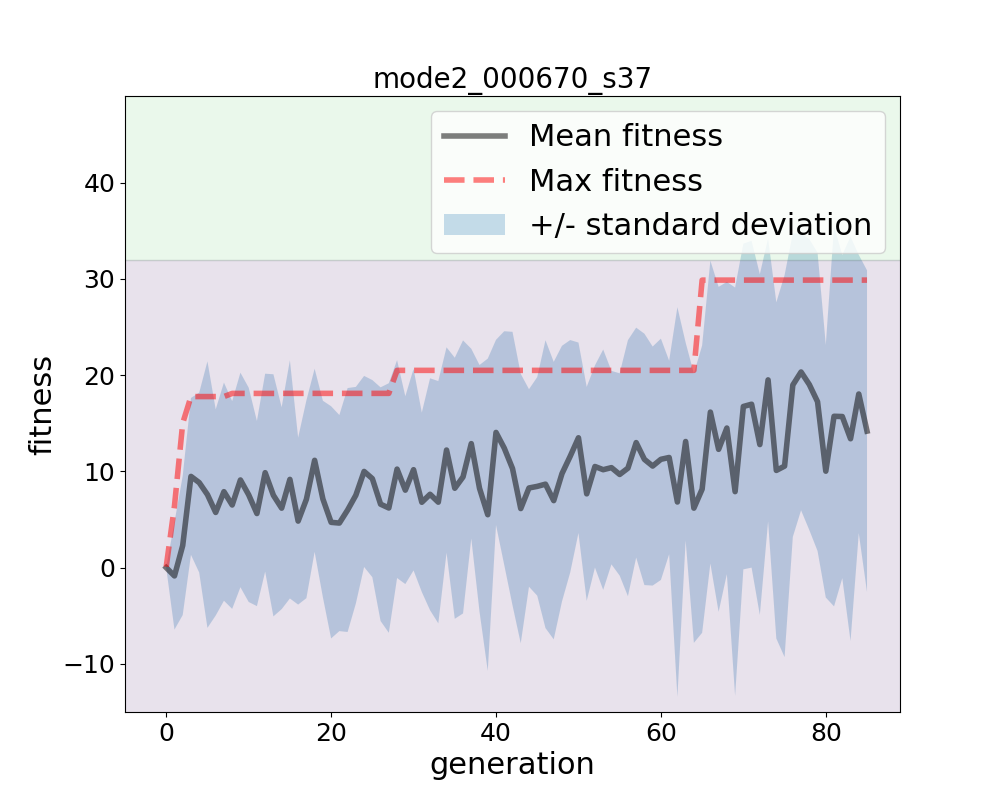 mode2_000670_s37
Mean fitness
Max fitness
+/- standard deviation
40
30
20
10
0
−10
fitness
0 20 40 60 80
generation